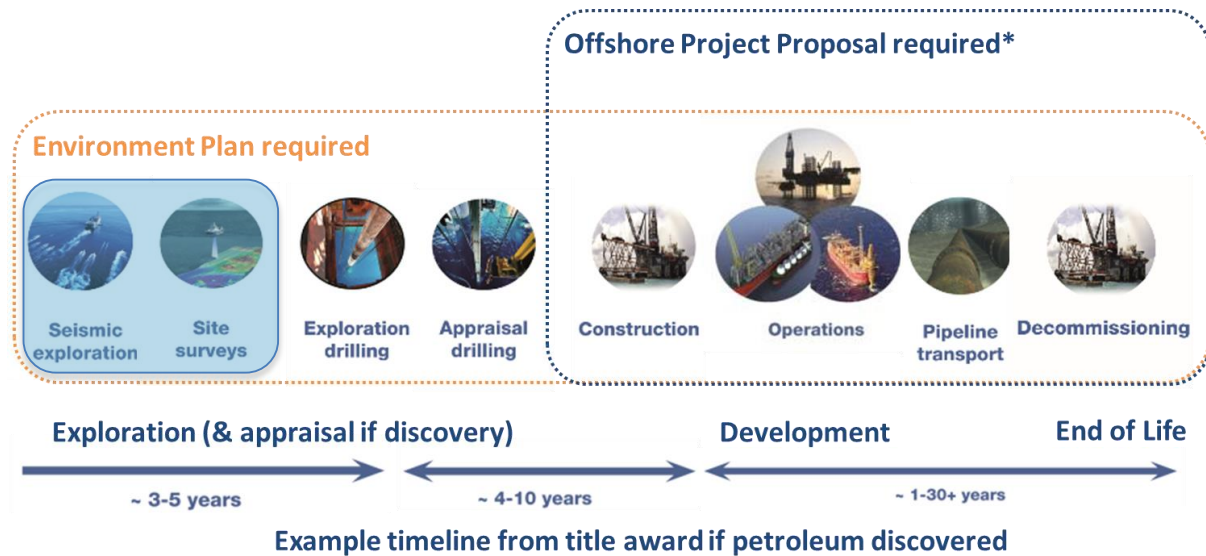 Offshore Project Proposal required*
Environment Plan required
Seismic
exploration
Site
surveys
Exploration
drilling
Appraisal
drilling
Construction
Operations
Pipeline
transport
Decommissioning
Exploration (& appraisal if discovery)
Development
End of Life
~ 3-5 years
~ 4-10 years
~ 1-30+ years
Example timeline from title award if petroleum discovered